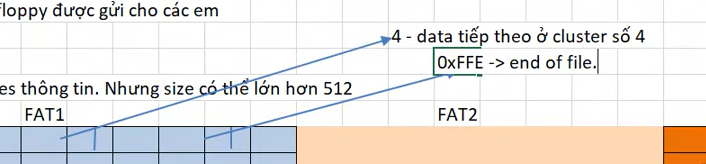 floppy được gửi cho các em
4 - data tiếp theo ở cluster số 4
0xFFE -> end of file.
es thông tin. Nhưng size có thể lớn hơn 512
FAT1 FAT2